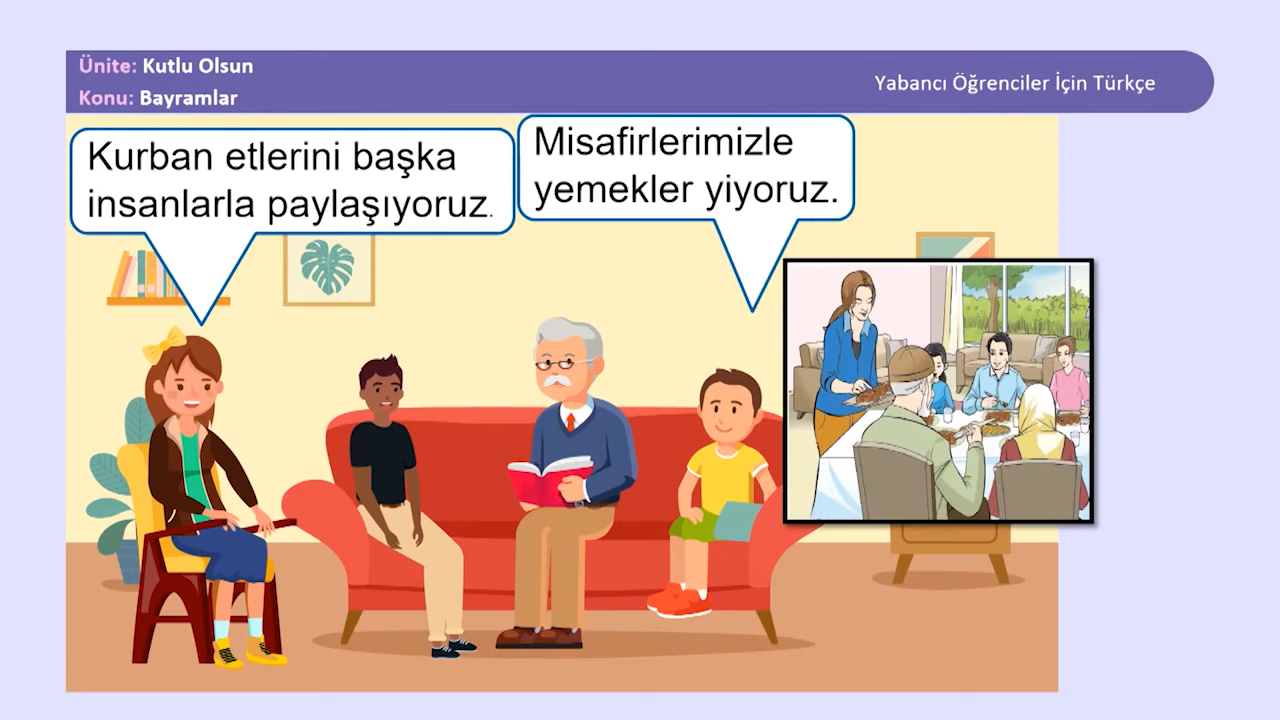 Ünite: Kutlu Olsun
Konu: Bayramlar
Yabancı Öğrenciler İçin Türkçe
Kurban etlerini başka
insanlarla paylaşıyoruz.
Misafirlerimizle
yemekler yiyoruz.